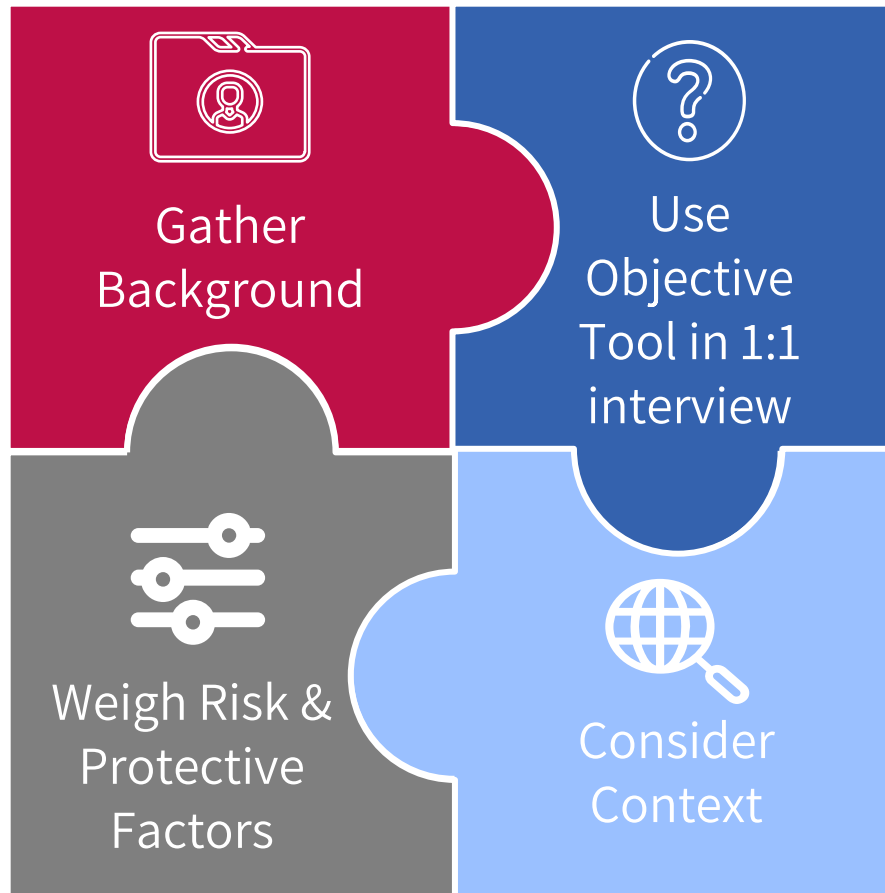 Gather
Background
Use
Objective
Tool in 1:1
interview
Weigh Risk &
Protective
Factors
Consider
Context